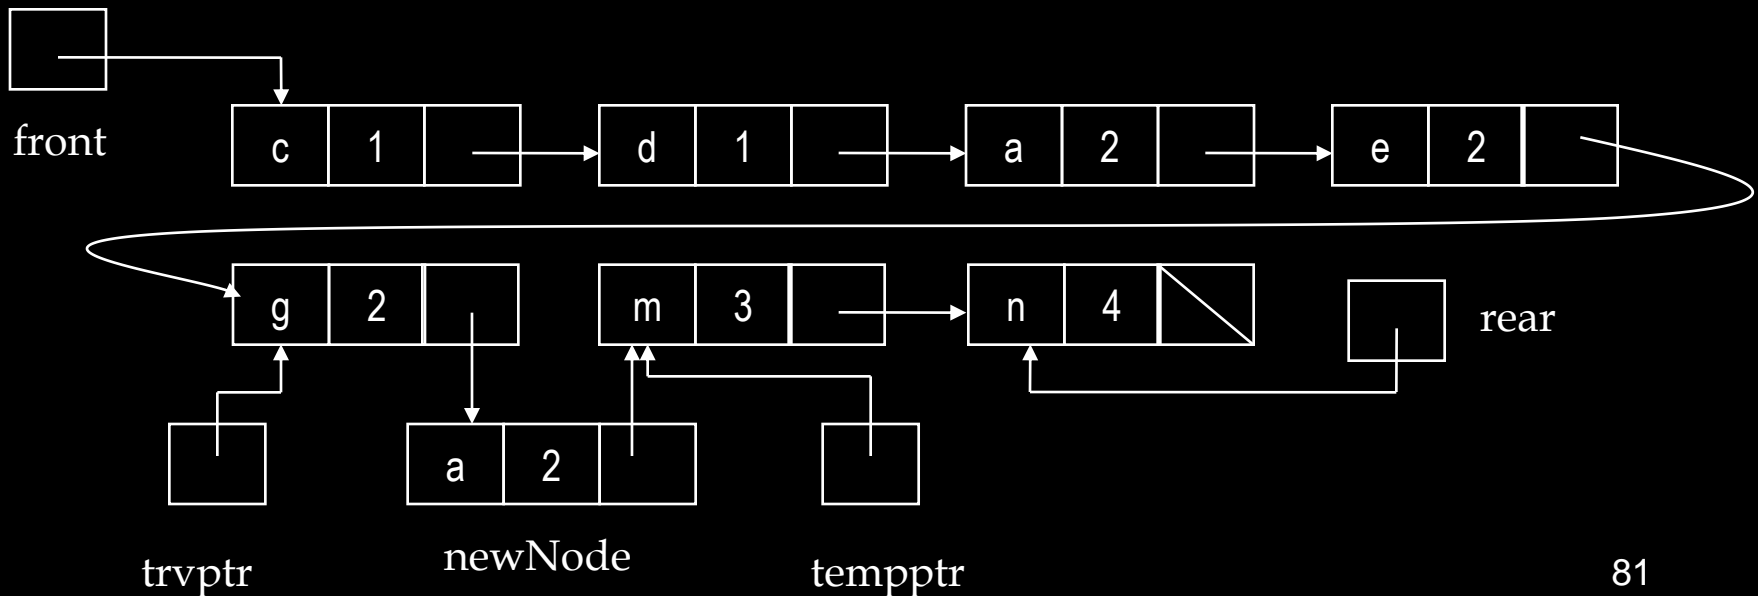 front
c 1 d 1 a 2 e 2
g 2 m 3 n 4
rear
a 2
trvptr newNode tempptr
81